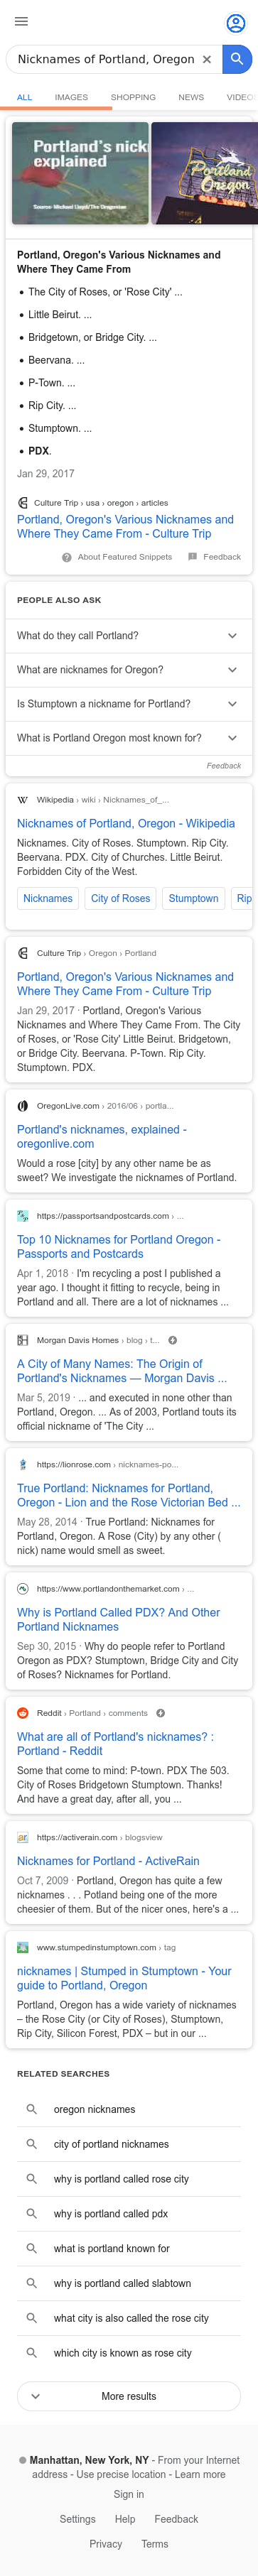 Nicknames of Portland, Oregon
ALL IMAGES SHOPPING NEWS VIDEOS
Portland's nick
explained
Portland
Oregon
OLD TOWN
Portland, Oregon's Various Nicknames and
Where They Came From
• The City of Roses, or 'Rose City' ...
• Little Beirut. ...
• Bridgetown, or Bridge City. ...
• Beervana. ...
• P-Town. ...
• Rip City. ...
• Stumptown. ...
• PDX.
Jan 29, 2017
Culture Trip › usa › oregon › articles
Portland, Oregon's Various Nicknames and
Where They Came From - Culture Trip
About Featured Snippets Feedback
PEOPLE ALSO ASK
What do they call Portland?
What are nicknames for Oregon?
Is Stumptown a nickname for Portland?
What is Portland Oregon most known for?
Feedback
W Wikipedia › wiki › Nicknames_of_...
Nicknames of Portland, Oregon - Wikipedia
Nicknames. City of Roses. Stumptown. Rip City.
Beervana. PDX. City of Churches. Little Beirut.
Forbidden City of the West.
Nicknames City of Roses Stumptown Rip
Culture Trip › Oregon › Portland
Portland, Oregon's Various Nicknames and
Where They Came From - Culture Trip
Jan 29, 2017 · Portland, Oregon's Various
Nicknames and Where They Came From. The City
of Roses, or 'Rose City' Little Beirut. Bridgetown,
or Bridge City. Beervana. P-Town. Rip City.
Stumptown. PDX.
OregonLive.com › 2016/06 › portla...
Portland's nicknames, explained -
oregonlive.com
Would a rose [city] by any other name be as
sweet? We investigate the nicknames of Portland.
https://passportsandpostcards.com › ...
Top 10 Nicknames for Portland Oregon -
Passports and Postcards
Apr 1, 2018 · I'm recycling a post I published a
year ago. I thought it fitting to recycle, being in
Portland and all. There are a lot of nicknames ...
Morgan Davis Homes › blog › t...
A City of Many Names: The Origin of
Portland's Nicknames — Morgan Davis ...
Mar 5, 2019 · ... and executed in none other than
Portland, Oregon. ... As of 2003, Portland touts its
official nickname of 'The City ...
https://lionrose.com › nicknames-po...
True Portland: Nicknames for Portland,
Oregon - Lion and the Rose Victorian Bed ...
May 28, 2014 · True Portland: Nicknames for
Portland, Oregon. A Rose (City) by any other (
nick) name would smell as sweet.
https://www.portlandonthemarket.com › ...
Why is Portland Called PDX? And Other
Portland Nicknames
Sep 30, 2015 · Why do people refer to Portland
Oregon as PDX? Stumptown, Bridge City and City
of Roses? Nicknames for Portland.
Reddit › Portland › comments
What are all of Portland's nicknames? :
Portland - Reddit
Some that come to mind: P-town. PDX The 503.
City of Roses Bridgetown Stumptown. Thanks!
And have a great day, after all, you ...
ar https://activerain.com › blogsview
Nicknames for Portland - ActiveRain
Oct 7, 2009 · Portland, Oregon has quite a few
nicknames . . . Potland being one of the more
cheesier of them. But of the nicer ones, here's a ...
www.stumpedinstumptown.com › tag
nicknames | Stumped in Stumptown - Your
guide to Portland, Oregon
Portland, Oregon has a wide variety of nicknames
– the Rose City (or City of Roses), Stumptown,
Rip City, Silicon Forest, PDX – but in our ...
RELATED SEARCHES
oregon nicknames
city of portland nicknames
why is portland called rose city
why is portland called pdx
what is portland known for
why is portland called slabtown
what city is also called the rose city
which city is known as rose city
More results
Manhattan, New York, NY - From your Internet
address - Use precise location - Learn more
Sign in
Settings Help Feedback
Privacy Terms